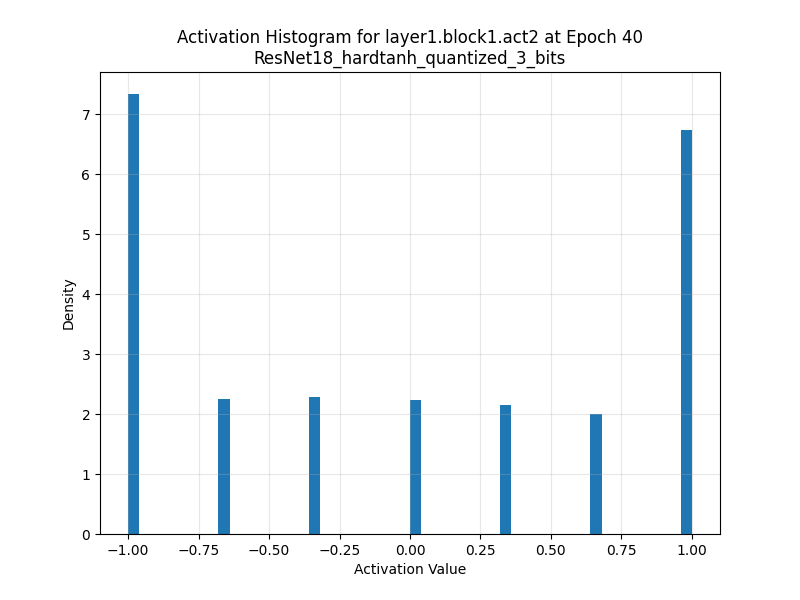 Activation Histogram for layer1.block1.act2 at Epoch 40
ResNet18_hardtanh_quantized_3_bits
7
6
5
4
3
2
1
0
Density
−1.00 −0.75 −0.50 −0.25 0.00 0.25 0.50 0.75 1.00
Activation Value